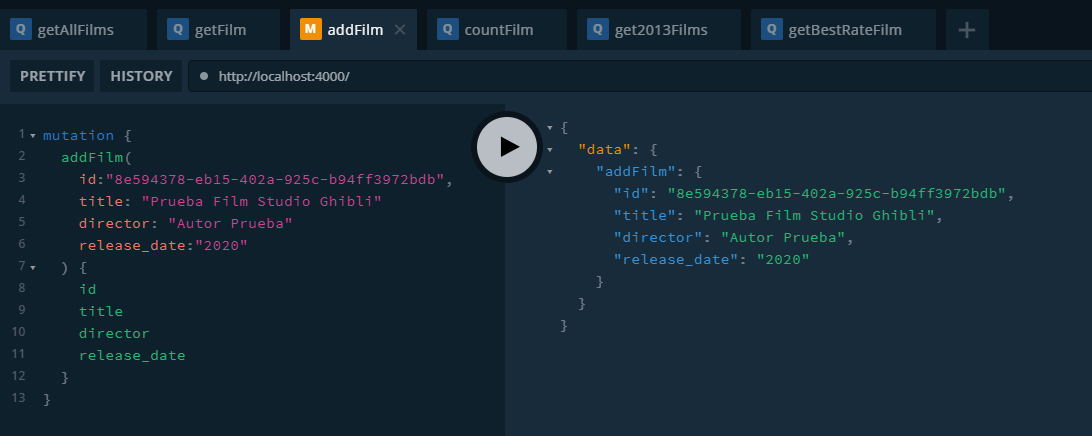 Q getAllFilms Q getFilm M addFilm × Q countFilm Q get2013Films Q getBestRateFilm +
PRETTIFY HISTORY http://localhost:4000/
1 mutation {
2 addFilm(
3 id:"8e594378-eb15-402a-925c-b94ff3972bdb",
4 title: "Prueba Film Studio Ghibli"
5 director: "Autor Prueba"
6 release_date:"2020"
7 ) {
8 id
9 title
10 director
11 release_date
12 }
13 }
{
"data": {
"addFilm": {
"id": "8e594378-eb15-402a-925c-b94ff3972bdb",
"title": "Prueba Film Studio Ghibli",
"director": "Autor Prueba",
"release_date": "2020"
}
}
}